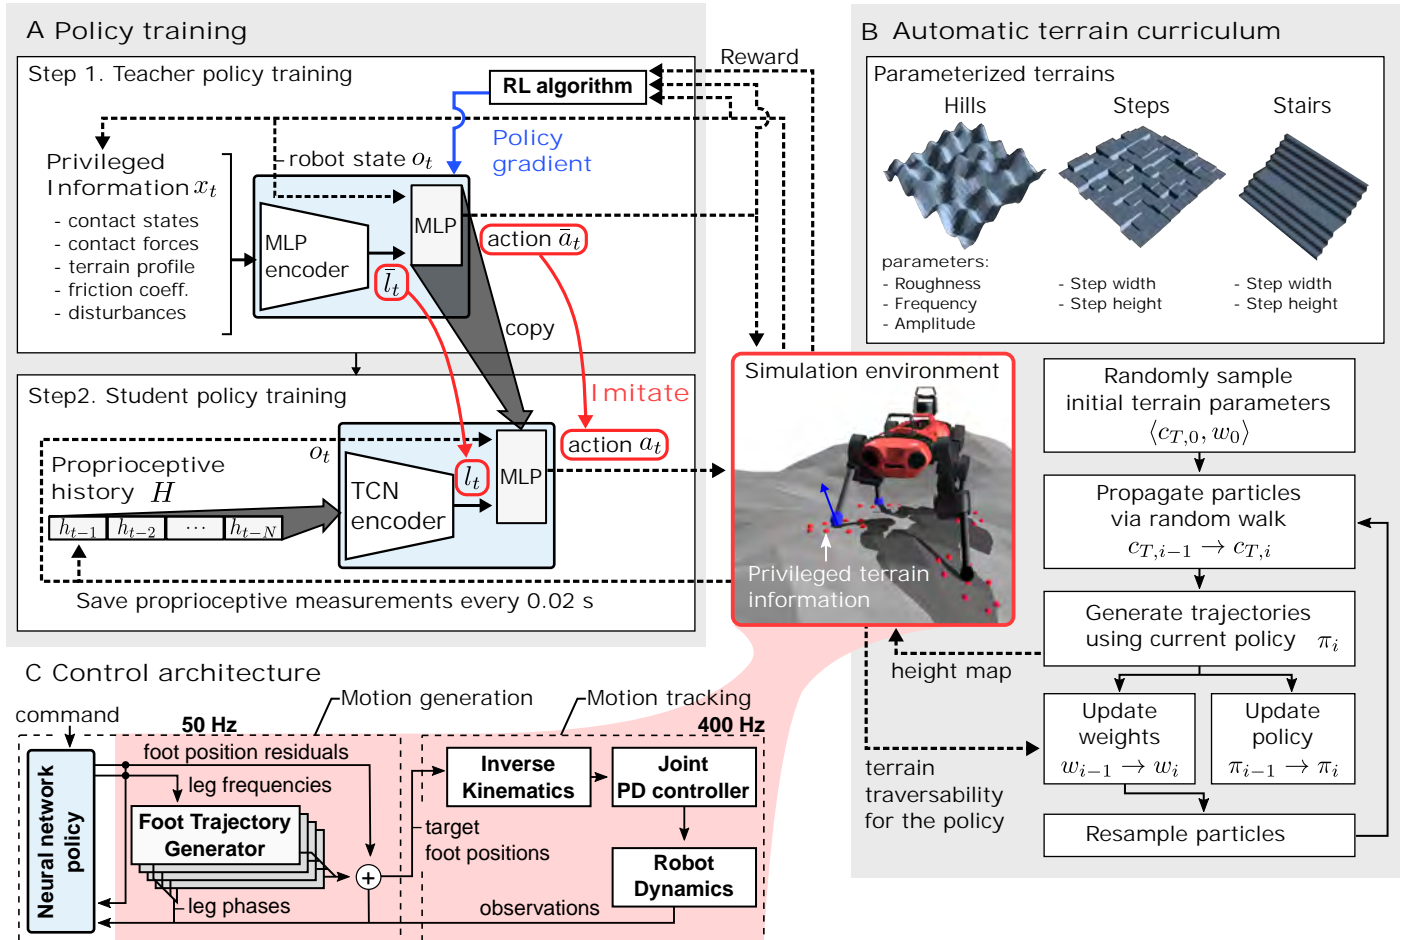 A Policy training
Step 1. Teacher policy training
Reward
RL algorithm
Policy
gradient
Privileged
Information x_t
- contact states
- contact forces
- terrain profile
- friction coeff.
- disturbances
robot state o_t
MLP
encoder
MLP
l̄_t
action ā_t
copy
Step2. Student policy training
Imitate
o_t
action a_t
Proprioceptive
history H
h_{t-1} h_{t-2} ⋯ h_{t-N}
TCN
encoder
l_t
MLP
Save proprioceptive measurements every 0.02 s
Simulation environment
Privileged terrain
information
B Automatic terrain curriculum
Parameterized terrains
Hills Steps Stairs
parameters:
- Roughness
- Frequency
- Amplitude
- Step width
- Step height
- Step width
- Step height
Randomly sample
initial terrain parameters
⟨c_{T,0}, w_0⟩
Propagate particles
via random walk
c_{T,i-1} → c_{T,i}
Generate trajectories
using current policy π_i
height map
Update
weights
w_{i-1} → w_i
Update
policy
π_{i-1} → π_i
terrain
traversability
for the policy
Resample particles
C Control architecture
Motion generation
Motion tracking
command
50 Hz
400 Hz
Neural network
policy
foot position residuals
leg frequencies
Foot Trajectory
Generator
leg phases
+
target
foot positions
Inverse
Kinematics
Joint
PD controller
Robot
Dynamics
observations